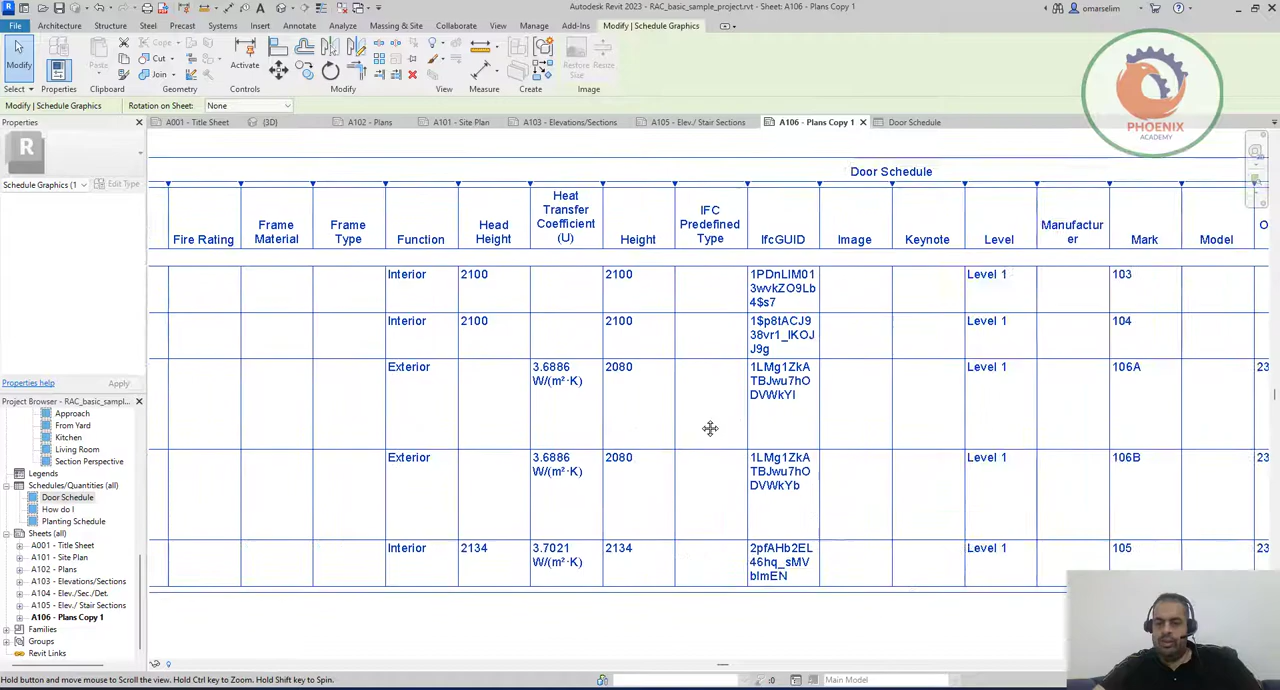 Autodesk Revit 2023 - RAC_basic_sample_project.rvt - Sheet: A106 - Plans Copy 1
omarselim
File
Architecture
Structure
Steel
Precast
Systems
Insert
Annotate
Analyze
Massing & Site
Collaborate
View
Manage
Add-Ins
Modify | Schedule Graphics
Modify
Paste
Cope
Cut
Join
Activate
Restore Size
Resize
Select
Properties
Clipboard
Geometry
Controls
Modify
View
Measure
Create
Image
Modify | Schedule Graphics
Rotation on Sheet:
None
PHOENIX
ACADEMY
Properties
A001 - Title Sheet
{3D}
A102 - Plans
A101 - Site Plan
A103 - Elevations/Sections
A105 - Elev./ Stair Sections
A106 - Plans Copy 1
Door Schedule
R
Schedule Graphics (1
Edit Type
Properties help
Apply
Project Browser - RAC_basic_sampl...
Approach
From Yard
Kitchen
Living Room
Section Perspective
Legends
Schedules/Quantities (all)
Door Schedule
How do I
Planting Schedule
Sheets (all)
A001 - Title Sheet
A101 - Site Plan
A102 - Plans
A103 - Elevations/Sections
A104 - Elev./Sec./Det.
A105 - Elev./ Stair Sections
A106 - Plans Copy 1
Families
Groups
Revit Links
Door Schedule
Fire Rating
Frame
Material
Frame
Type
Function
Head
Height
Heat
Transfer
Coefficient
(U)
Height
IFC
Predefined
Type
IfcGUID
Image
Keynote
Level
Manufactur
er
Mark
Model
O
Interior 2100 2100 1PDnLIM01 Level 1 103
3wvkZO9Lb
4$s7
Interior 2100 2100 1$p8tACJ9 Level 1 104
38vr1_IKOJ
J9g
Exterior 3.6886 2080 1LMg1ZkA Level 1 106A 23
W/(m²·K) TBJwu7hO
DVWkYI
Exterior 3.6886 2080 1LMg1ZkA Level 1 106B 23
W/(m²·K) TBJwu7hO
DVWkYb
Interior 2134 3.7021 2134 2pfAHb2EL Level 1 105 23
W/(m²·K) 46hq_sMV
blmEN
Hold button and move mouse to Scroll the view. Hold Ctrl key to Zoom. Hold Shift key to Spin.
:0
Main Model